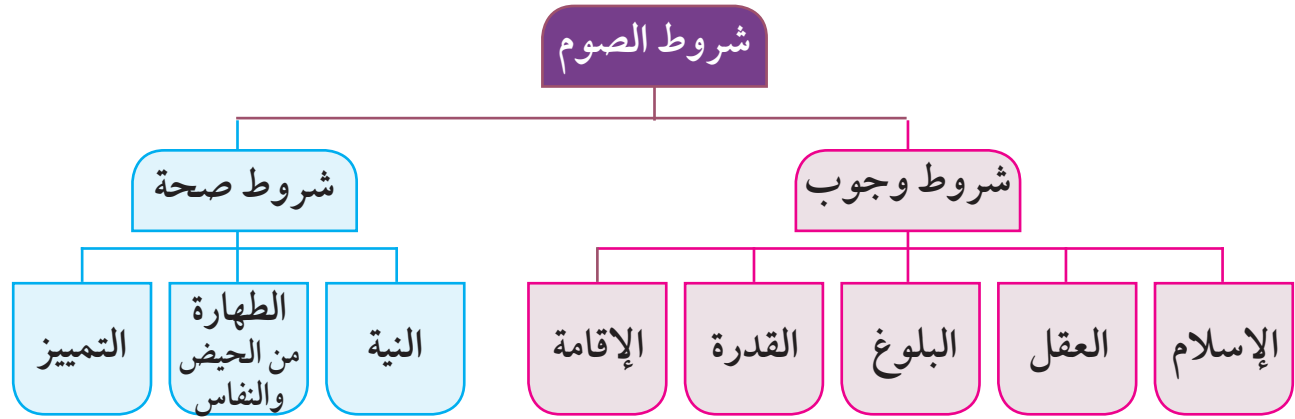 شروط الصوم
شروط وجوب
شروط صحة
الإسلام
العقل
البلوغ
القدرة
الإقامة
النية
الطهارة
من الحيض
والنفاس
التمييز